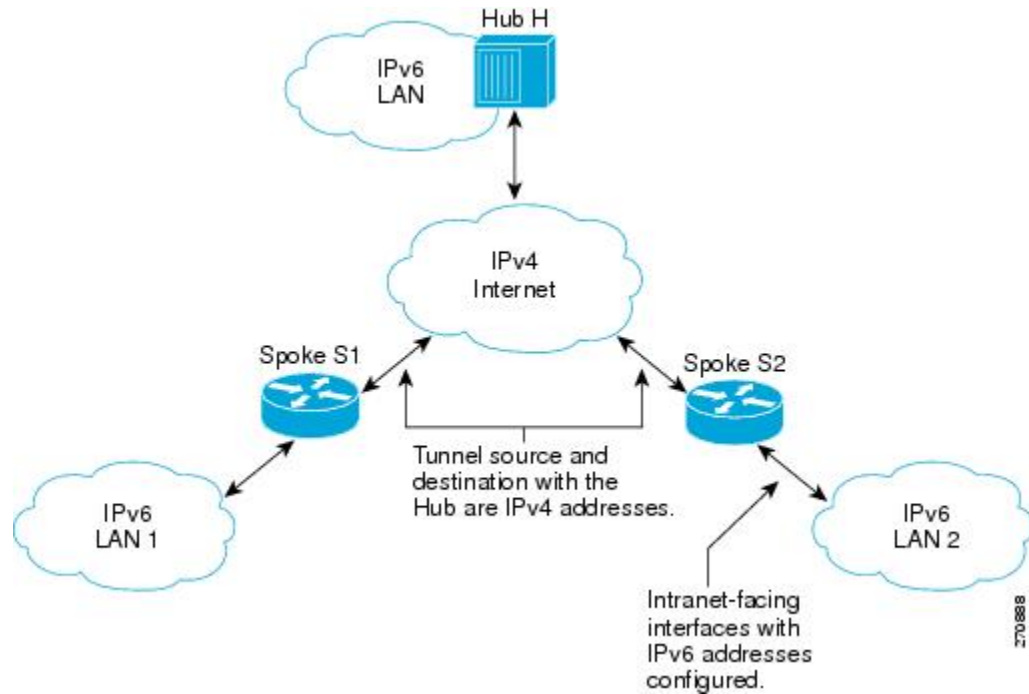 Hub H
IPv6
LAN
IPv4
Internet
Spoke S1
Spoke S2
Tunnel source and
destination with the
Hub are IPv4 addresses.
IPv6
LAN 1
IPv6
LAN 2
Intranet-facing
interfaces with
IPv6 addresses
configured.
270888